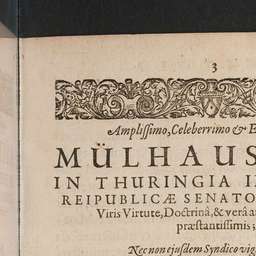 3
Ampliſſimo, Celeberrimo & E
MÜLHAUS
IN THURINGIA I
REIPUBLICÆ SENATO
Viris Virtute, Doctrinâ, & verâ a
præstantissimis;
Nec non ejuſdem Syndico vig